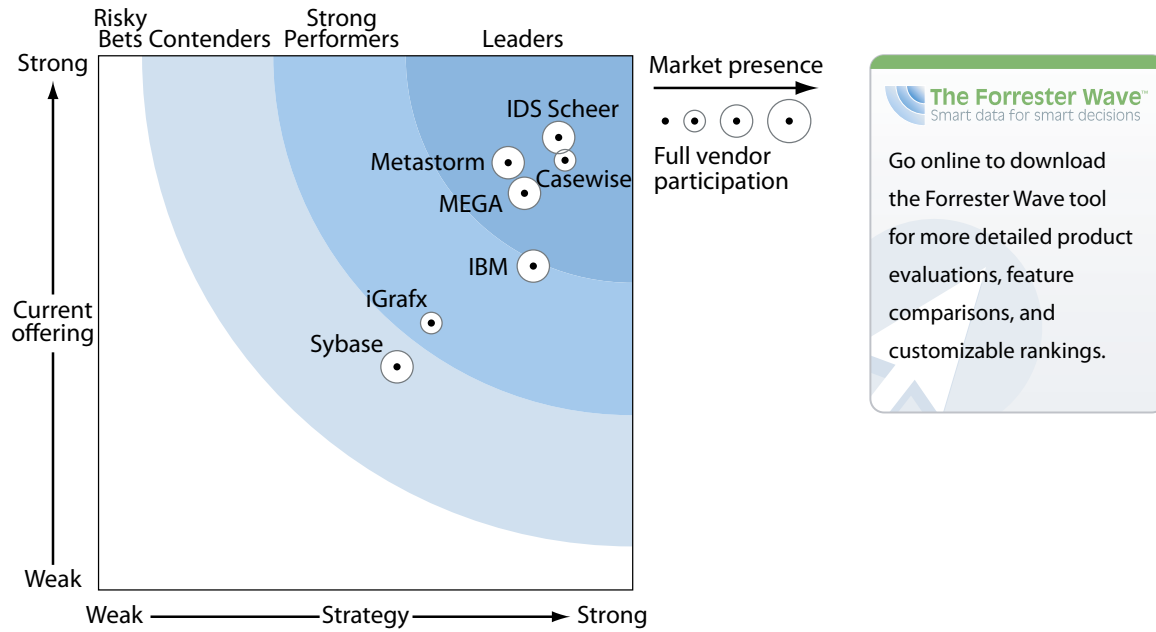 Risky
Bets
Contenders
Strong
Performers
Leaders
Strong
Current
offering
Weak
IDS Scheer
Metastorm
Casewise
MEGA
IBM
iGrafx
Sybase
Weak
Strategy
Strong
Market presence
Full vendor
participation
The Forrester Wave™
Smart data for smart decisions
Go online to download
the Forrester Wave tool
for more detailed product
evaluations, feature
comparisons, and
customizable rankings.